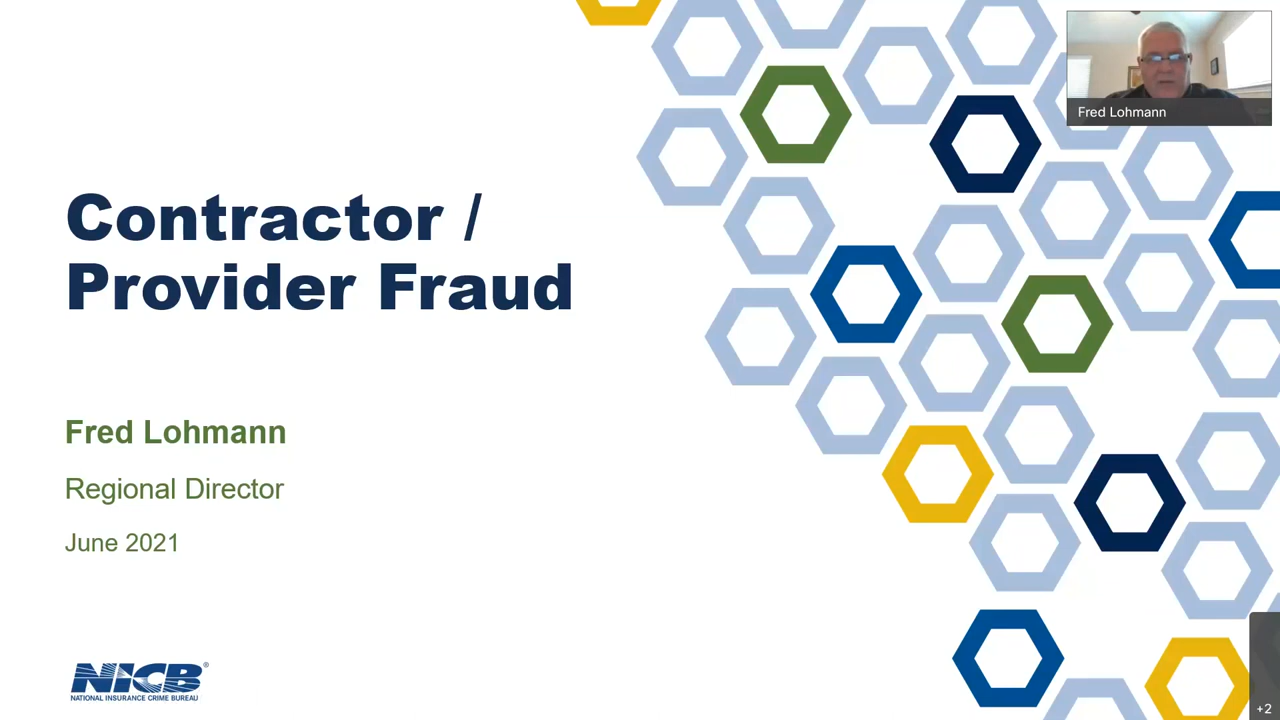 Fred Lohmann
Contractor /
Provider Fraud
Fred Lohmann
Regional Director
June 2021
NICB®
NATIONAL INSURANCE CRIME BUREAU
+2